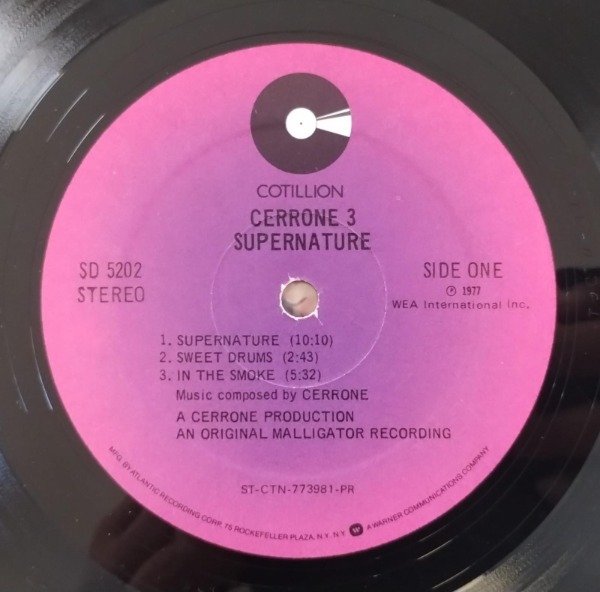 COTILLION
CERRONE 3
SUPERNATURE
SD 5202
STEREO
SIDE ONE
℗ 1977
WEA International Inc.
1. SUPERNATURE (10:10)
2. SWEET DRUMS (2:43)
3. IN THE SMOKE (5:32)
Music composed by CERRONE
A CERRONE PRODUCTION
AN ORIGINAL MALLIGATOR RECORDING
ST-CTN-773981-PR
MFG. BY ATLANTIC RECORDING CORP. 75 ROCKEFELLER PLAZA, N.Y. N.Y. A WARNER COMMUNICATIONS COMPANY